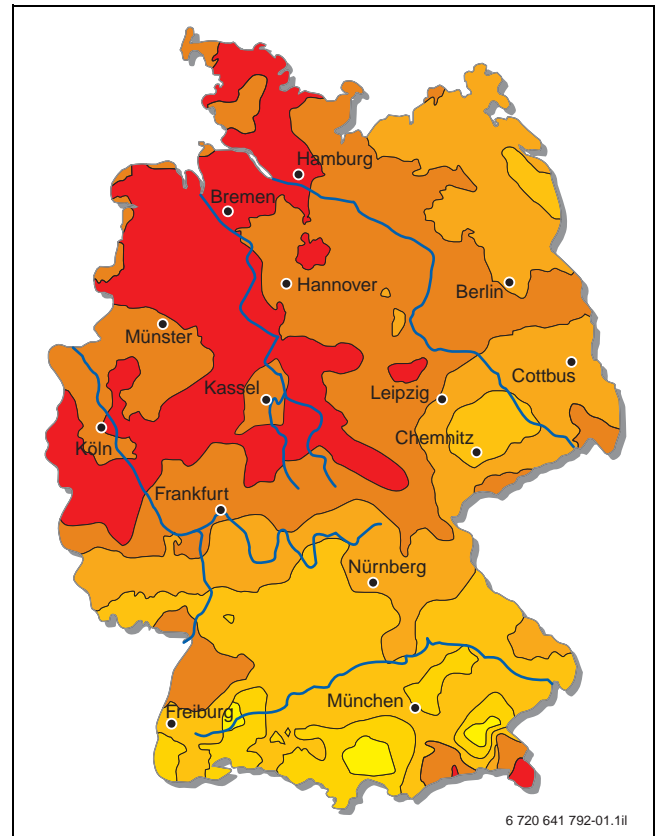 Hamburg
Bremen
Hannover
Berlin
Münster
Cottbus
Kassel
Leipzig
Köln
Chemnitz
Frankfurt
Nürnberg
München
Freiburg
6 720 641 792-01.1il